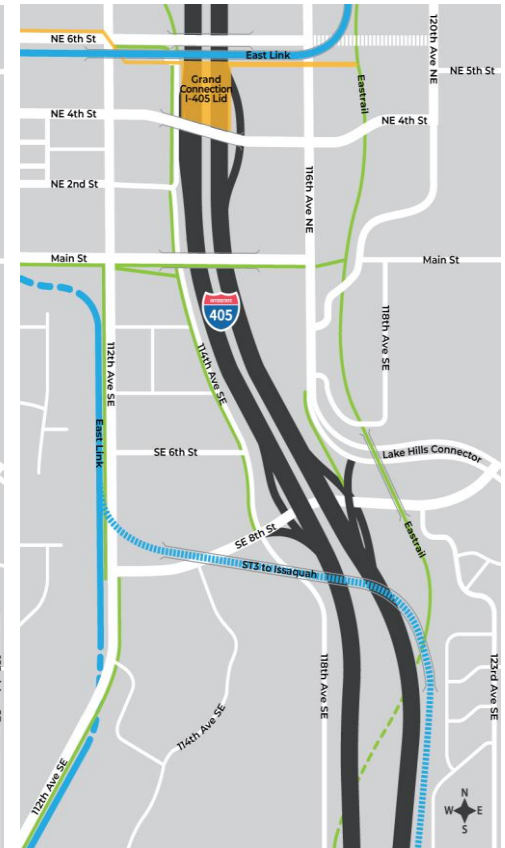 NE 6th St
East Link
120th Ave NE
NE 5th St
Grand
Connection
I-405 Lid
Eastrail
NE 4th St
NE 4th St
NE 2nd St
116th Ave NE
Main St
Main St
INTERSTATE
405
118th Ave SE
112th Ave SE
114th Ave SE
East Link
SE 6th St
Lake Hills Connector
SE 8th St
Eastrail
ST3 to Issaquah
118th Ave SE
123rd Ave SE
114th Ave SE
112th Ave SE
N
W
E
S